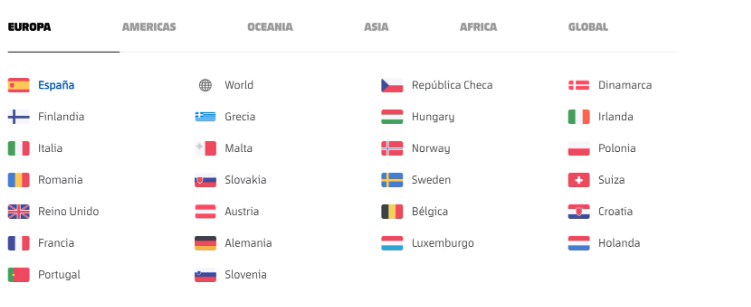 EUROPA AMERICAS OCEANIA ASIA AFRICA GLOBAL
España World República Checa Dinamarca
Finlandia Grecia Hungary Irlanda
Italia Malta Norway Polonia
Romania Slovakia Sweden Suiza
Reino Unido Austria Bélgica Croatia
Francia Alemania Luxemburgo Holanda
Portugal Slovenia